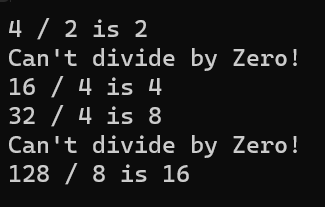 4 / 2 is 2
Can't divide by Zero!
16 / 4 is 4
32 / 4 is 8
Can't divide by Zero!
128 / 8 is 16